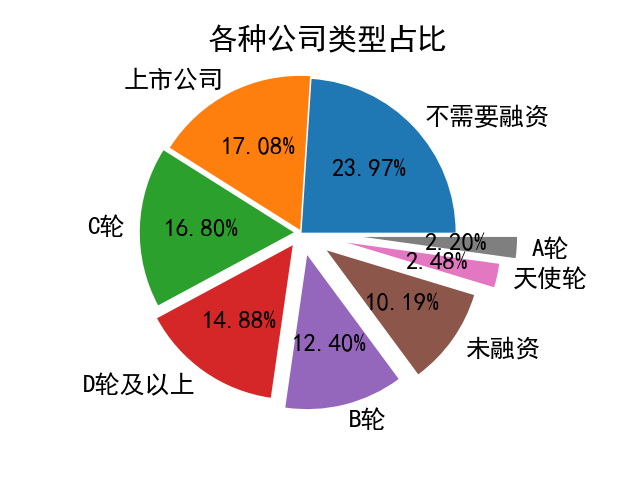 各种公司类型占比
上市公司
不需要融资
17.08%
23.97%
C轮
16.80%
2.20%
A轮
2.48%
天使轮
10.19%
14.88%
12.40%
未融资
D轮及以上
B轮